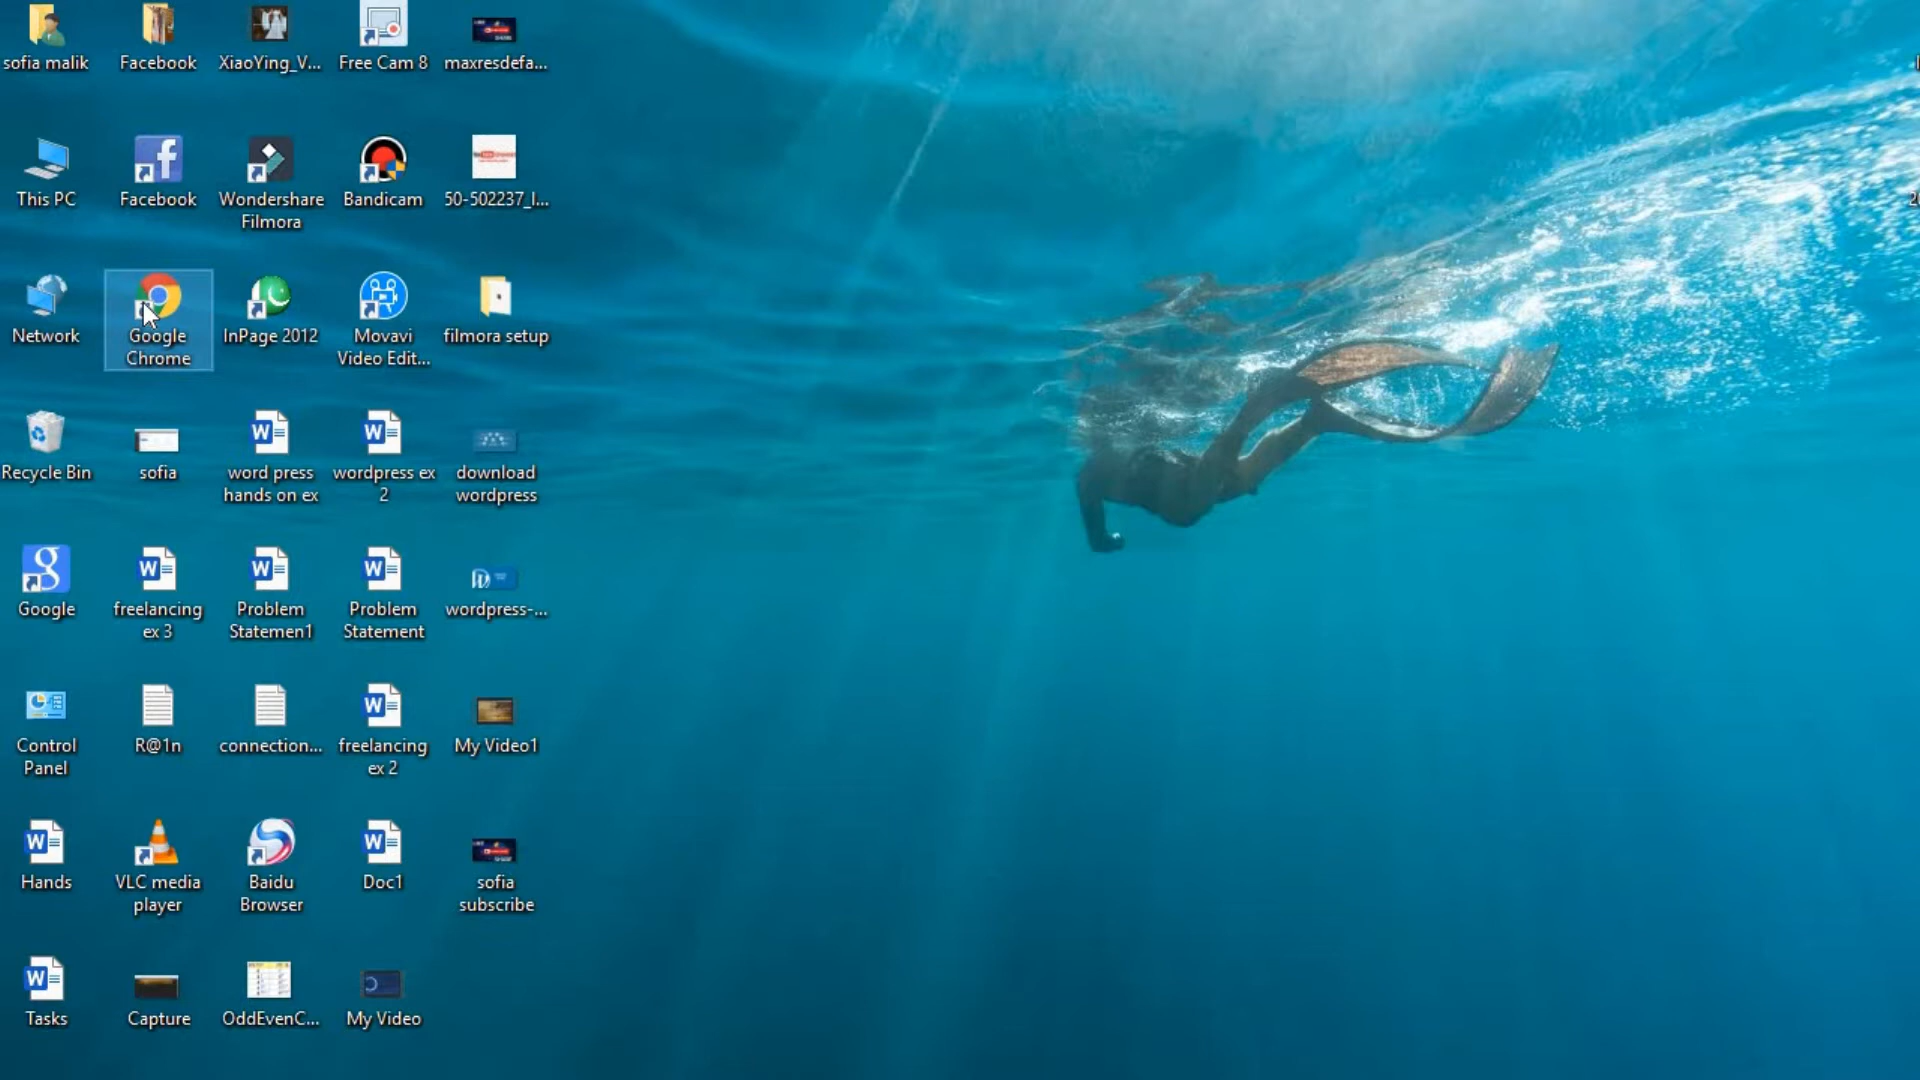 sofia malik
Facebook
XiaoYing_V...
Free Cam 8
maxresdefa...
This PC
Facebook
Wondershare
Filmora
Bandicam
50-502237_l...
Network
Google
Chrome
InPage 2012
Movavi
Video Edit...
filmora setup
Recycle Bin
sofia
word press
hands on ex
wordpress ex
2
download
wordpress
Google
freelancing
ex 3
Problem
Statemen1
Problem
Statement
wordpress-...
Control
Panel
R@1n
connection...
freelancing
ex 2
My Video1
Hands
VLC media
player
Baidu
Browser
Doc1
sofia
subscribe
Tasks
Capture
OddEvenC...
My Video